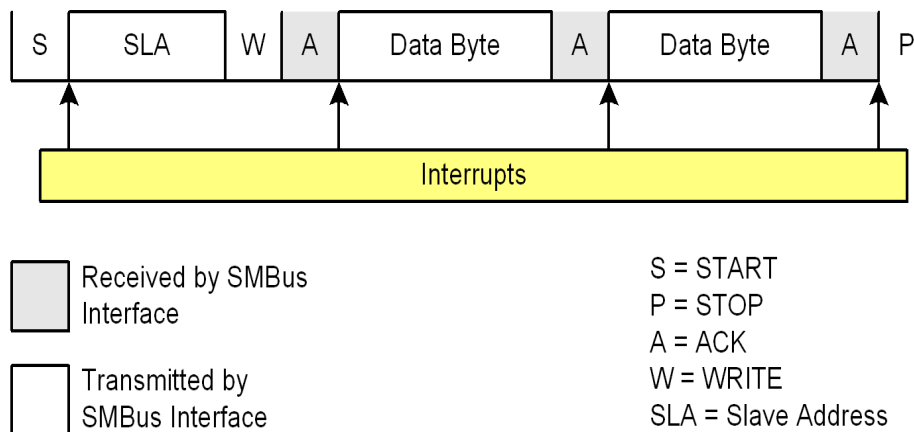 S SLA W A Data Byte A Data Byte A P
Interrupts
Received by SMBus
Interface
Transmitted by
SMBus Interface
S = START
P = STOP
A = ACK
W = WRITE
SLA = Slave Address